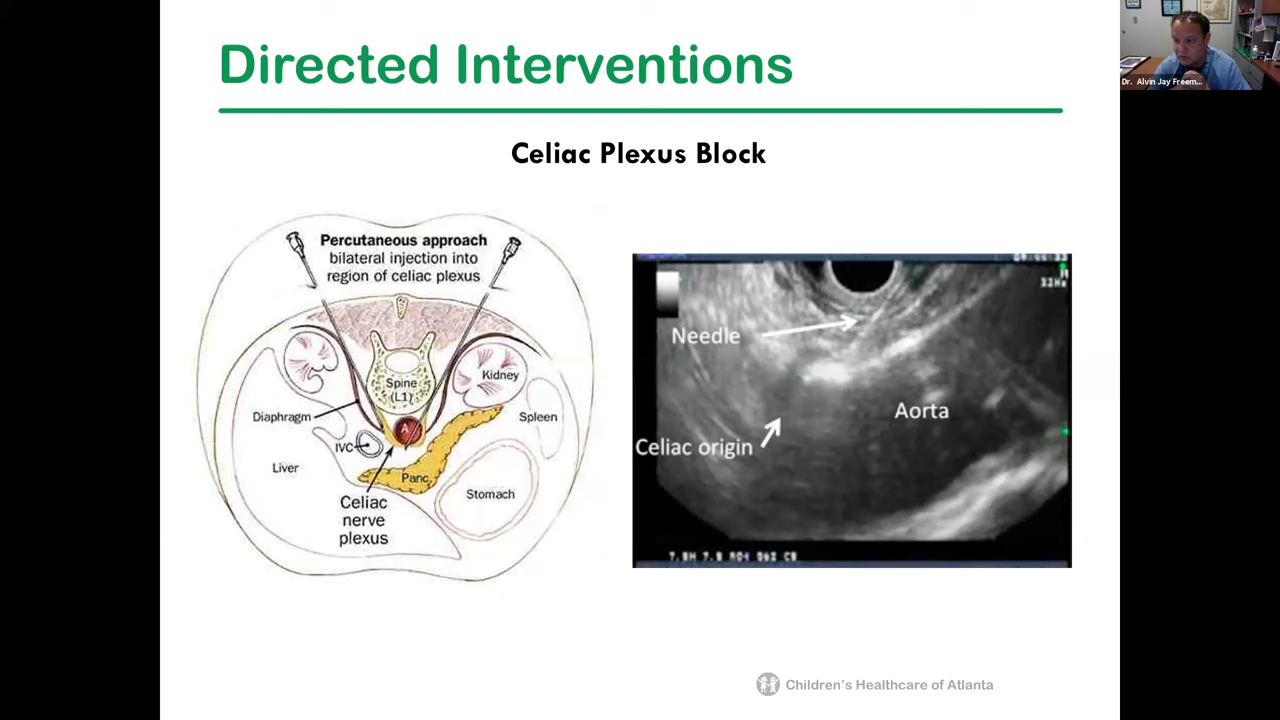 Directed Interventions
Dr. Alvin Jay Freem...
Celiac Plexus Block
Percutaneous approach
bilateral injection into
region of celiac plexus
Spine
(L1)
Kidney
Diaphragm
Spleen
A
IVC
Liver
Panc.
Stomach
Celiac
nerve
plexus
Needle
Aorta
Celiac origin
Children's Healthcare of Atlanta